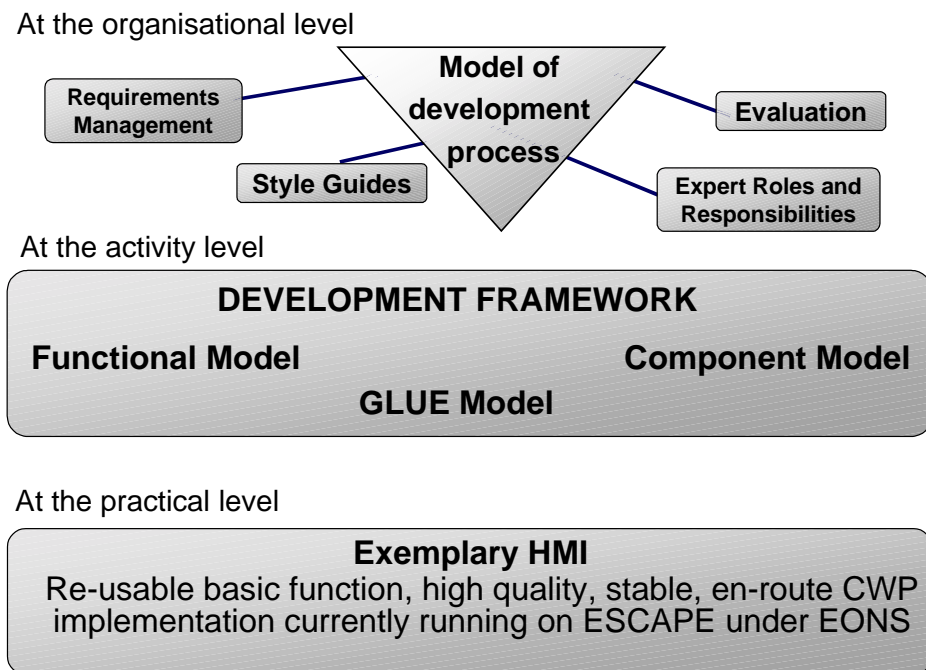 At the organisational level
Model of
development
process
Requirements
Management
Evaluation
Style Guides
Expert Roles and
Responsibilities
At the activity level
DEVELOPMENT FRAMEWORK
Functional Model
Component Model
GLUE Model
At the practical level
Exemplary HMI
Re-usable basic function, high quality, stable, en-route CWP
implementation currently running on ESCAPE under EONS